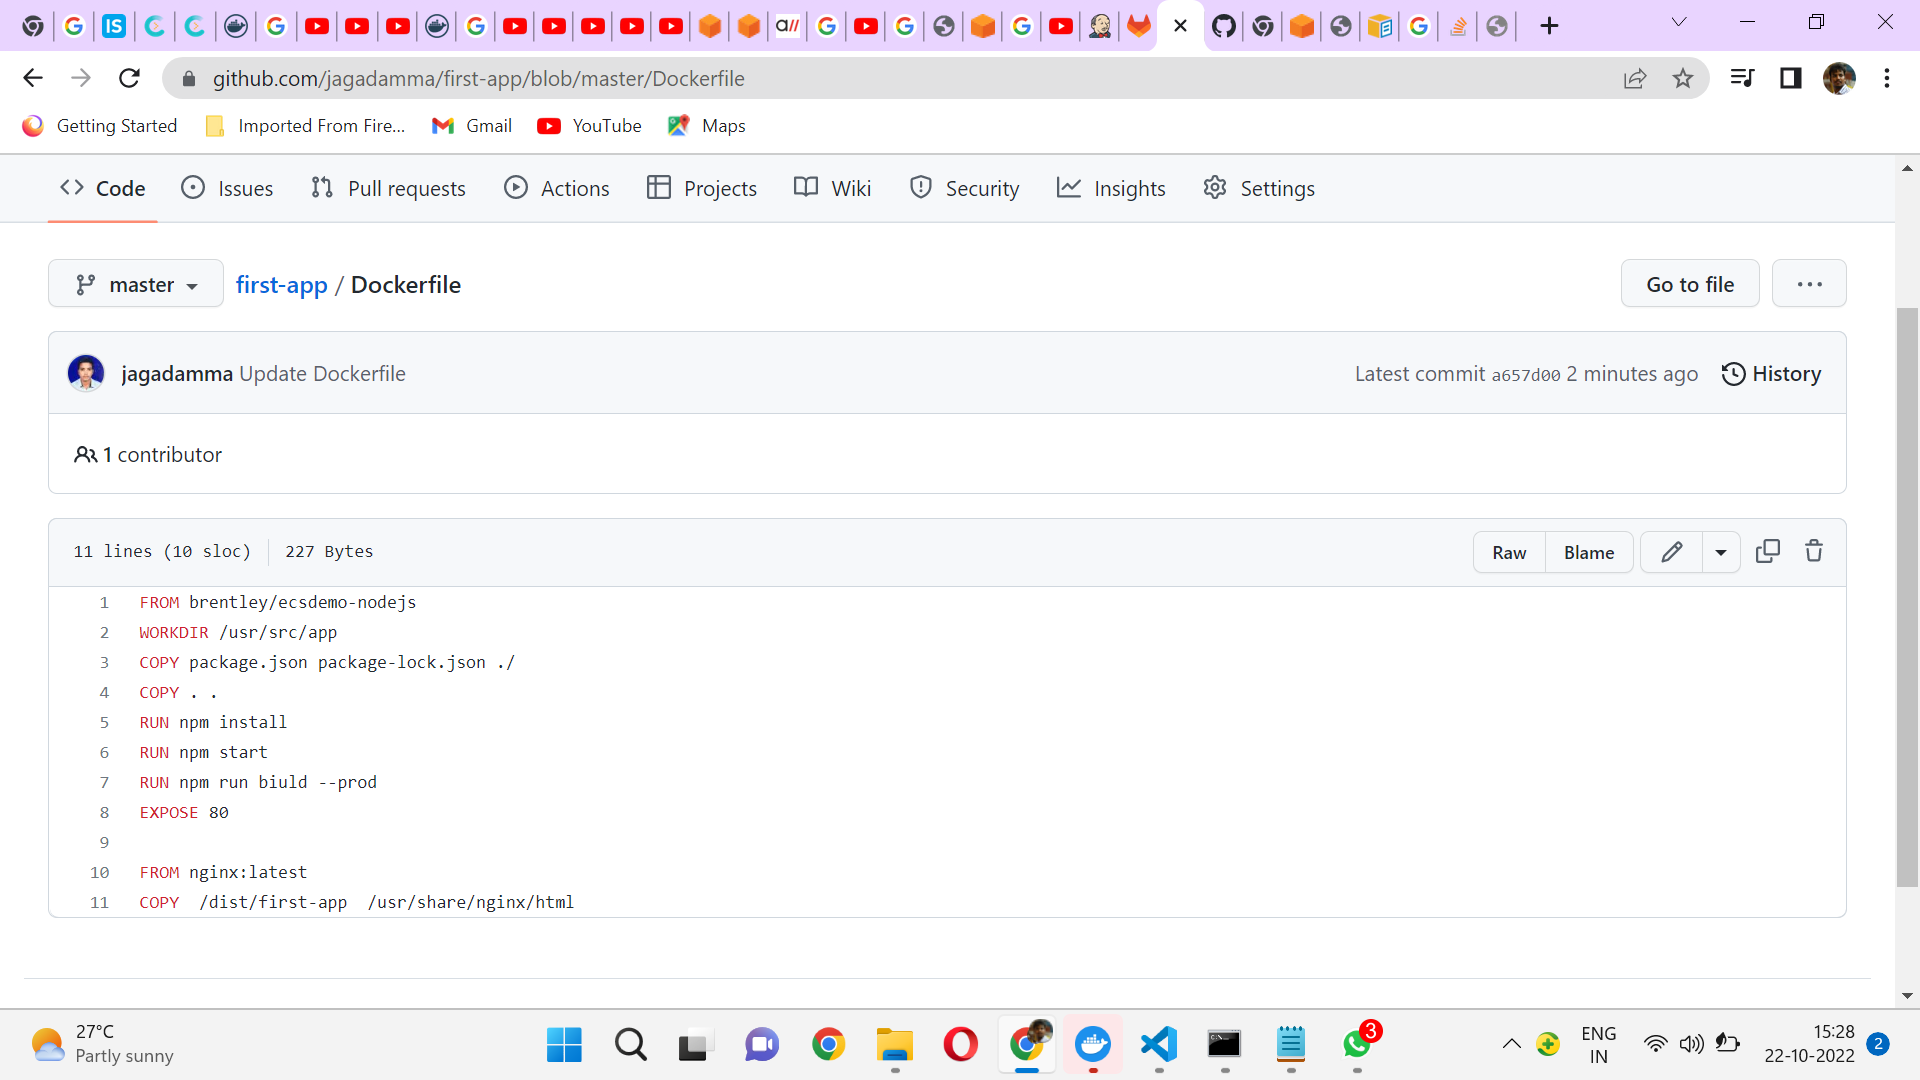 IS
a//
github.com/jagadamma/first-app/blob/master/Dockerfile
Getting Started Imported From Fire... Gmail YouTube Maps
Code Issues Pull requests Actions Projects Wiki Security Insights Settings
master first-app / Dockerfile Go to file ...
jagadamma Update Dockerfile Latest commit a657d00 2 minutes ago History
1 contributor
11 lines (10 sloc) 227 Bytes Raw Blame
1 FROM brentley/ecsdemo-nodejs
2 WORKDIR /usr/src/app
3 COPY package.json package-lock.json ./
4 COPY . .
5 RUN npm install
6 RUN npm start
7 RUN npm run biuld --prod
8 EXPOSE 80
9
10 FROM nginx:latest
11 COPY  /dist/first-app  /usr/share/nginx/html
27°C
Partly sunny
3
ENG
IN
15:28
22-10-2022
2